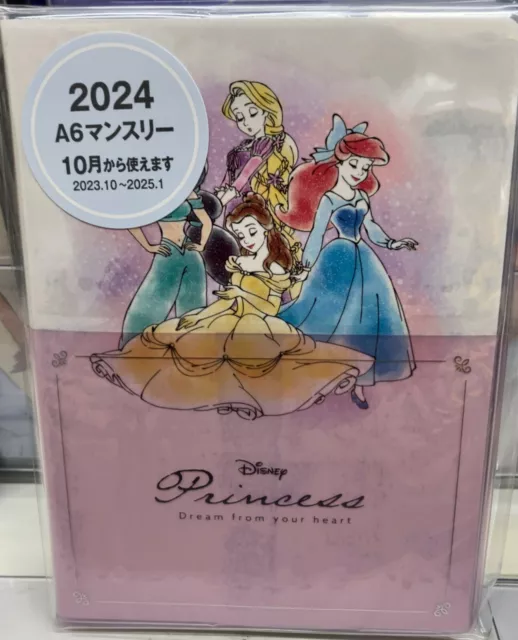 2024
A6マンスリー
10月から使えます
2023.10~2025.1
Disney
Princess
Dream from your heart